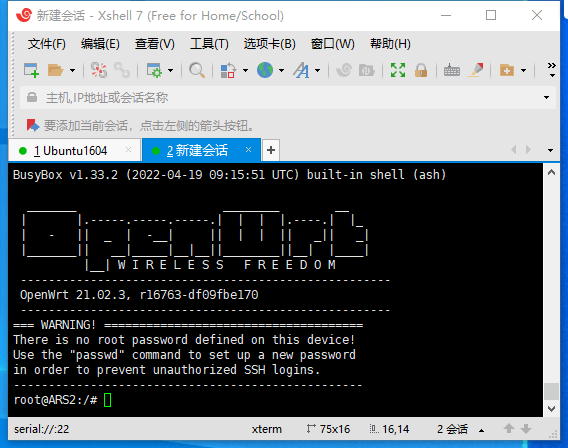 新建会话 - Xshell 7 (Free for Home/School)
文件(F) 编辑(E) 查看(V) 工具(T) 选项卡(B) 窗口(W) 帮助(H)
主机,IP地址或会话名称
要添加当前会话，点击左侧的箭头按钮。
1 Ubuntu1604 2 新建会话
BusyBox v1.33.2 (2022-04-19 09:15:51 UTC) built-in shell (ash)
OpenWrt
W I R E L E S S   F R E E D O M
-----------------------------------------------------
OpenWrt 21.02.3, r16763-df09fbe170
-----------------------------------------------------
=== WARNING! =====================================
There is no root password defined on this device!
Use the "passwd" command to set up a new password
in order to prevent unauthorized SSH logins.
--------------------------------------------------
root@ARS2:/#
serial://:22 xterm 75x16 16,14 2 会话